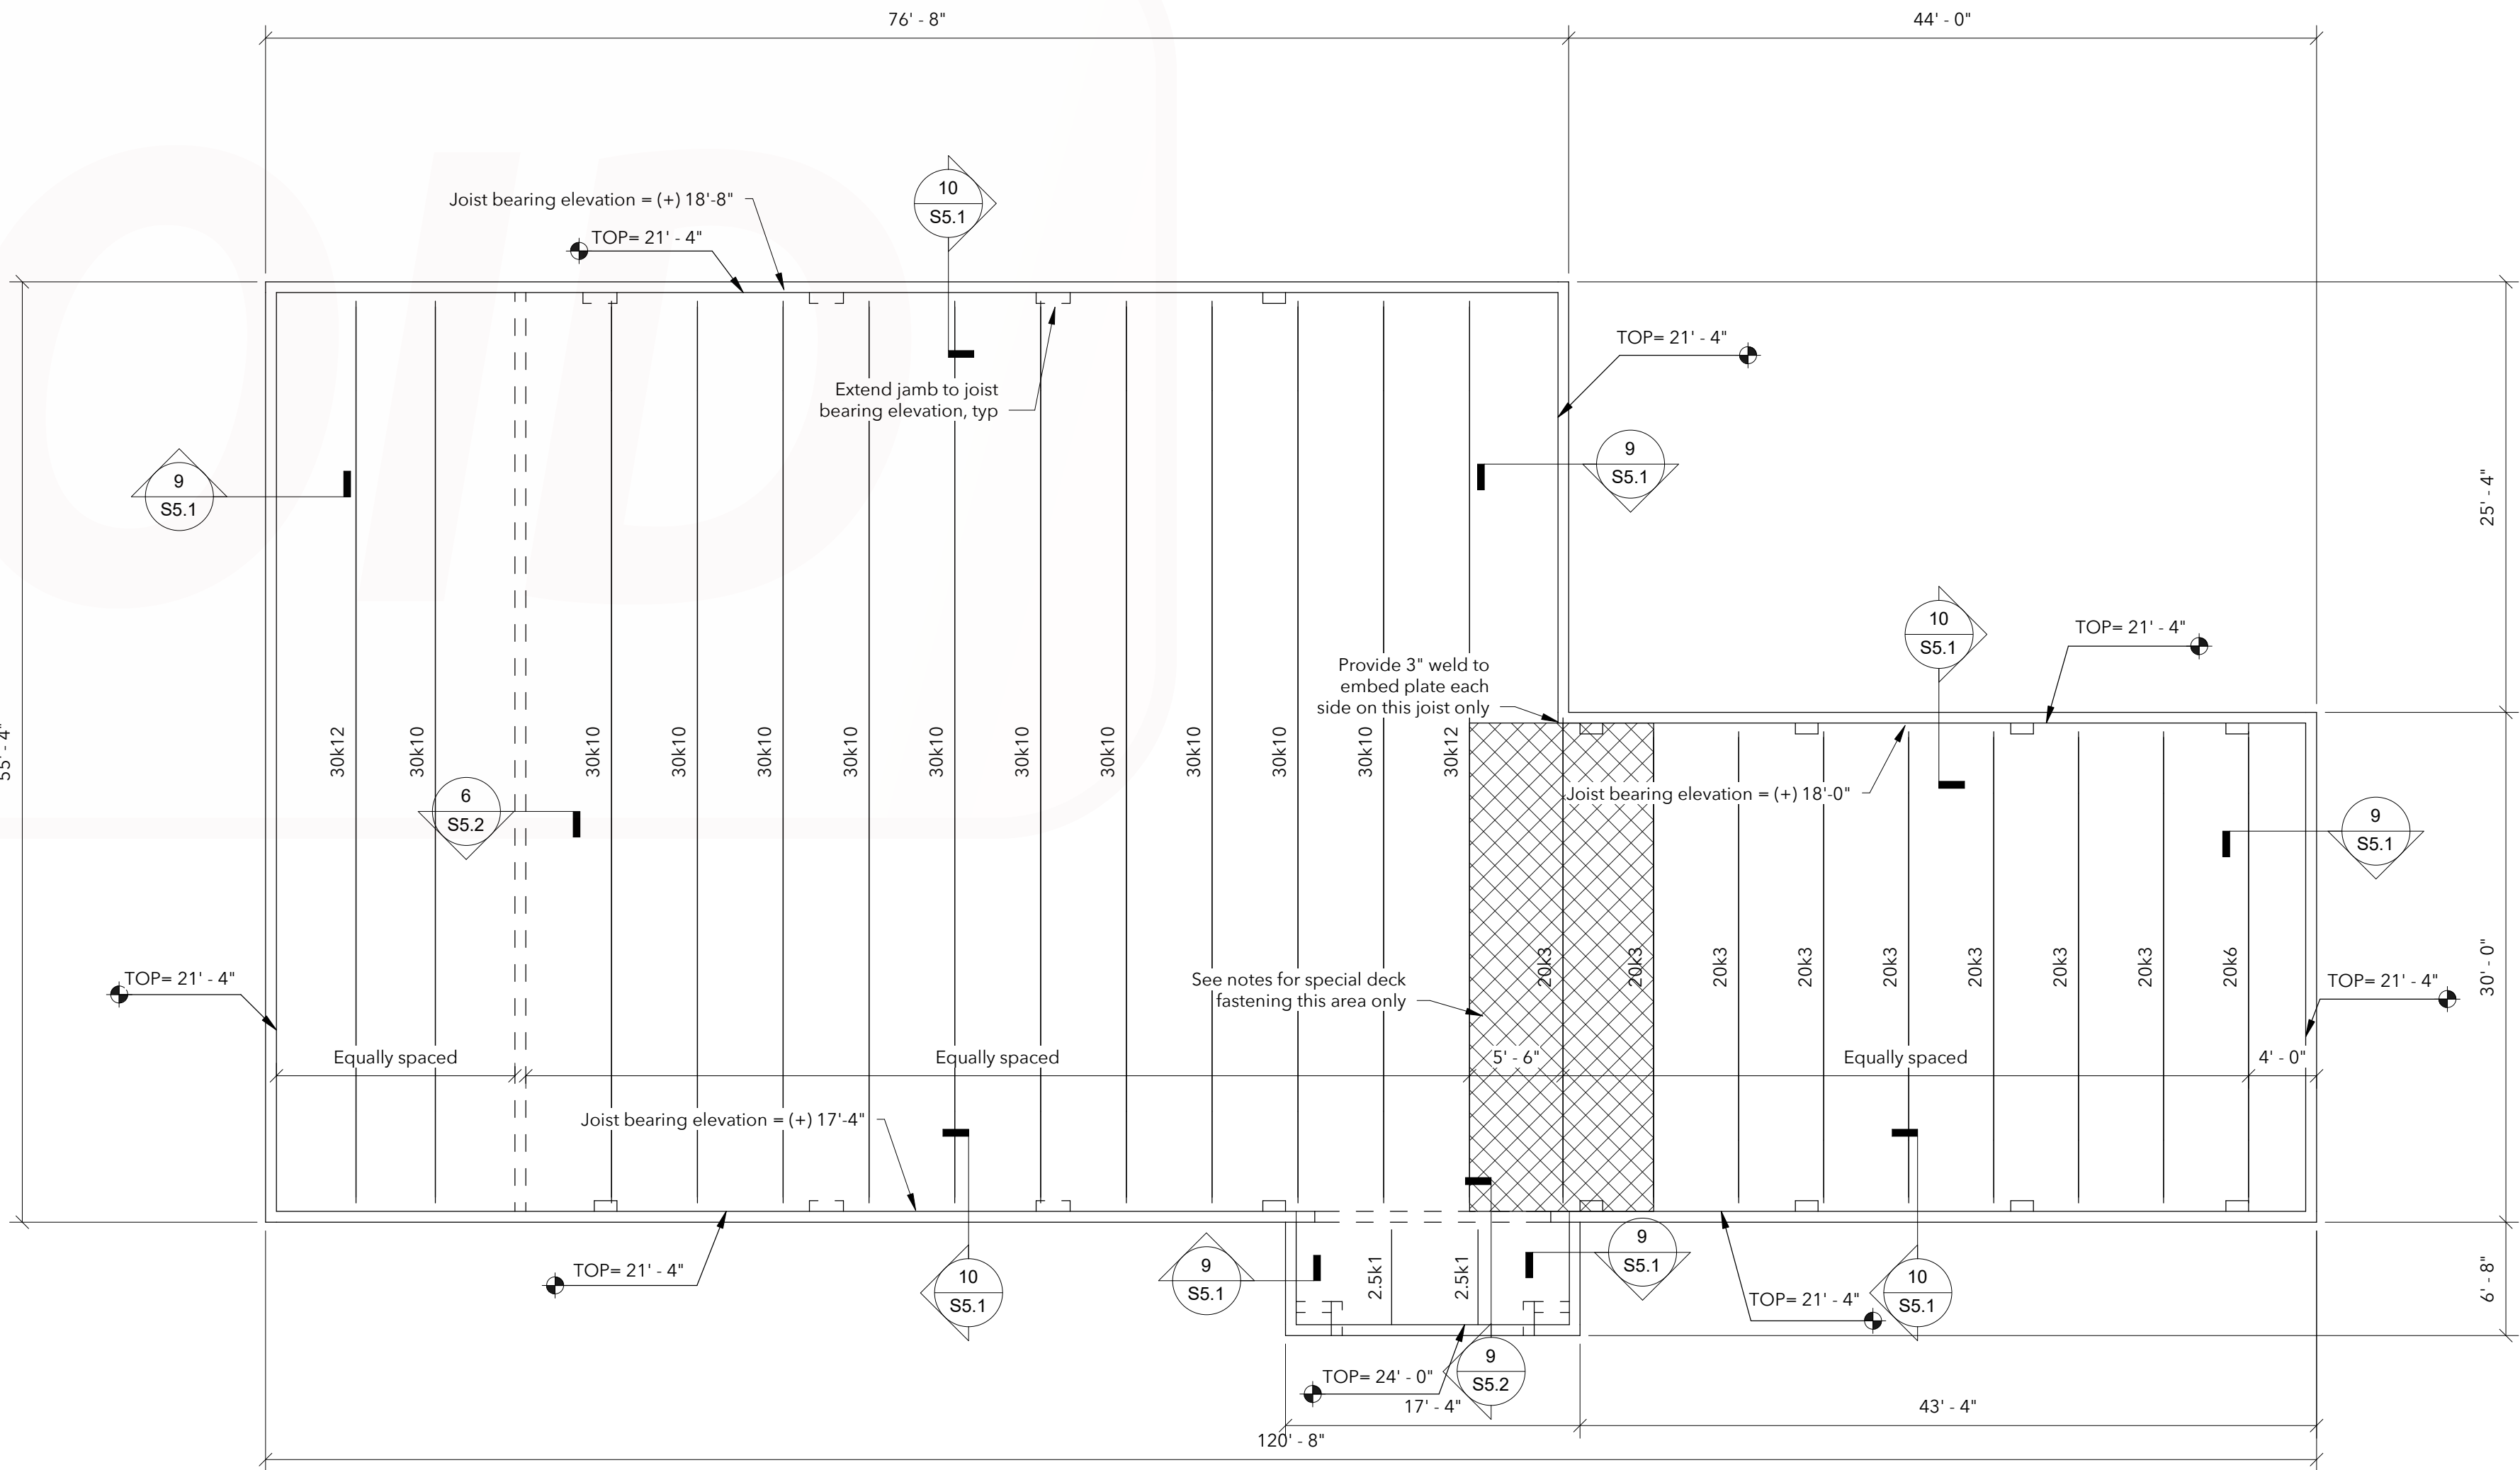 76' - 8"
44' - 0"
10
S5.1
Joist bearing elevation = (+) 18'-8"
TOP= 21' - 4"
TOP= 21' - 4"
Extend jamb to joist
bearing elevation, typ
9
S5.1
9
S5.1
25' - 4"
10
S5.1
TOP= 21' - 4"
Provide 3" weld to
embed plate each
side on this joist only
55' - 4"
30k12
30k10
30k10
30k10
30k10
30k10
30k10
30k10
30k10
30k10
30k10
30k10
30k12
Joist bearing elevation = (+) 18'-0"
6
S5.2
9
S5.1
20k3
20k3
20k3
20k3
20k3
20k3
20k3
20k3
20k6
30' - 0"
TOP= 21' - 4"
See notes for special deck
fastening this area only
TOP= 21' - 4"
Equally spaced
Equally spaced
5' - 6"
Equally spaced
4' - 0"
Joist bearing elevation = (+) 17'-4"
TOP= 21' - 4"
10
S5.1
9
S5.1
2.5k1
2.5k1
9
S5.1
TOP= 21' - 4"
10
S5.1
6' - 8"
TOP= 24' - 0"
9
S5.2
17' - 4"
43' - 4"
120' - 8"